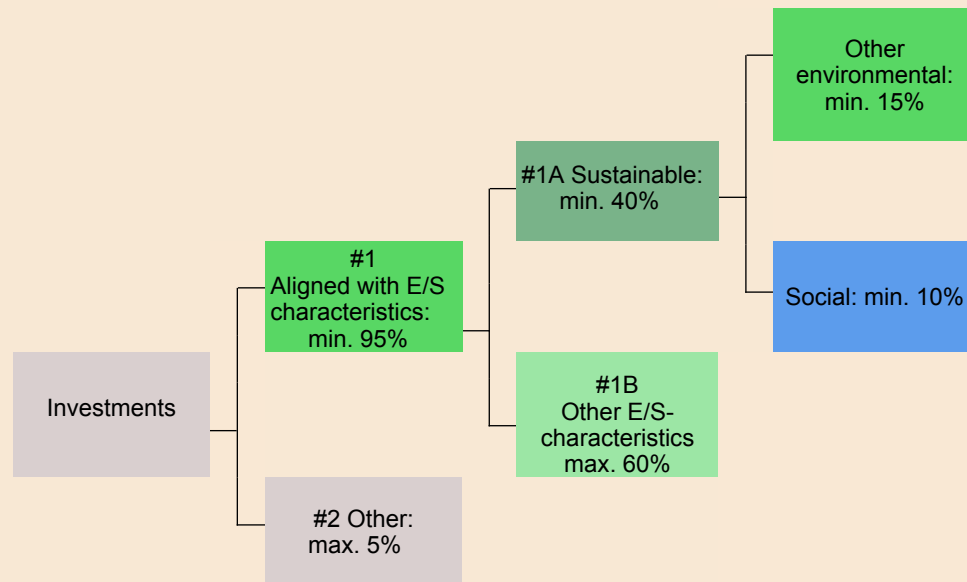 Investments
#1
Aligned with E/S
characteristics:
min. 95%
#2 Other:
max. 5%
#1A Sustainable:
min. 40%
#1B
Other E/S-
characteristics
max. 60%
Other
environmental:
min. 15%
Social: min. 10%